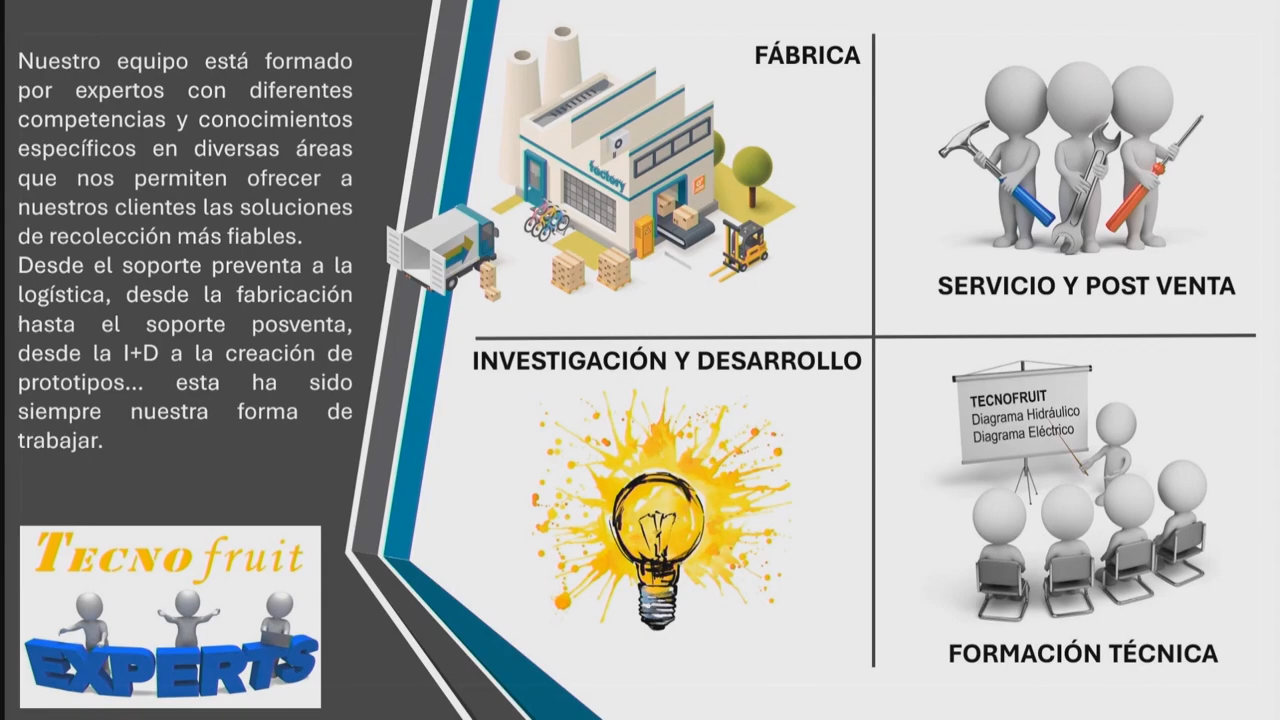 Nuestro equipo está formado
por expertos con diferentes
competencias y conocimientos
específicos en diversas áreas
que nos permiten ofrecer a
nuestros clientes las soluciones
de recolección más fiables.
Desde el soporte preventa a la
logística, desde la fabricación
hasta el soporte posventa,
desde la I+D a la creación de
prototipos... esta ha sido
siempre nuestra forma de
trabajar.
TECNO fruit
EXPERTS
FÁBRICA
factory
SERVICIO Y POST VENTA
INVESTIGACIÓN Y DESARROLLO
TECNOFRUIT
Diagrama Hidráulico
Diagrama Eléctrico
FORMACIÓN TÉCNICA